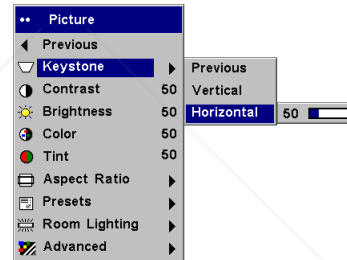 Picture
Previous
Keystone
Contrast 50
Brightness 50
Color 50
Tint 50
Aspect Ratio
Presets
Room Lighting
Advanced
Previous
Vertical
Horizontal 50